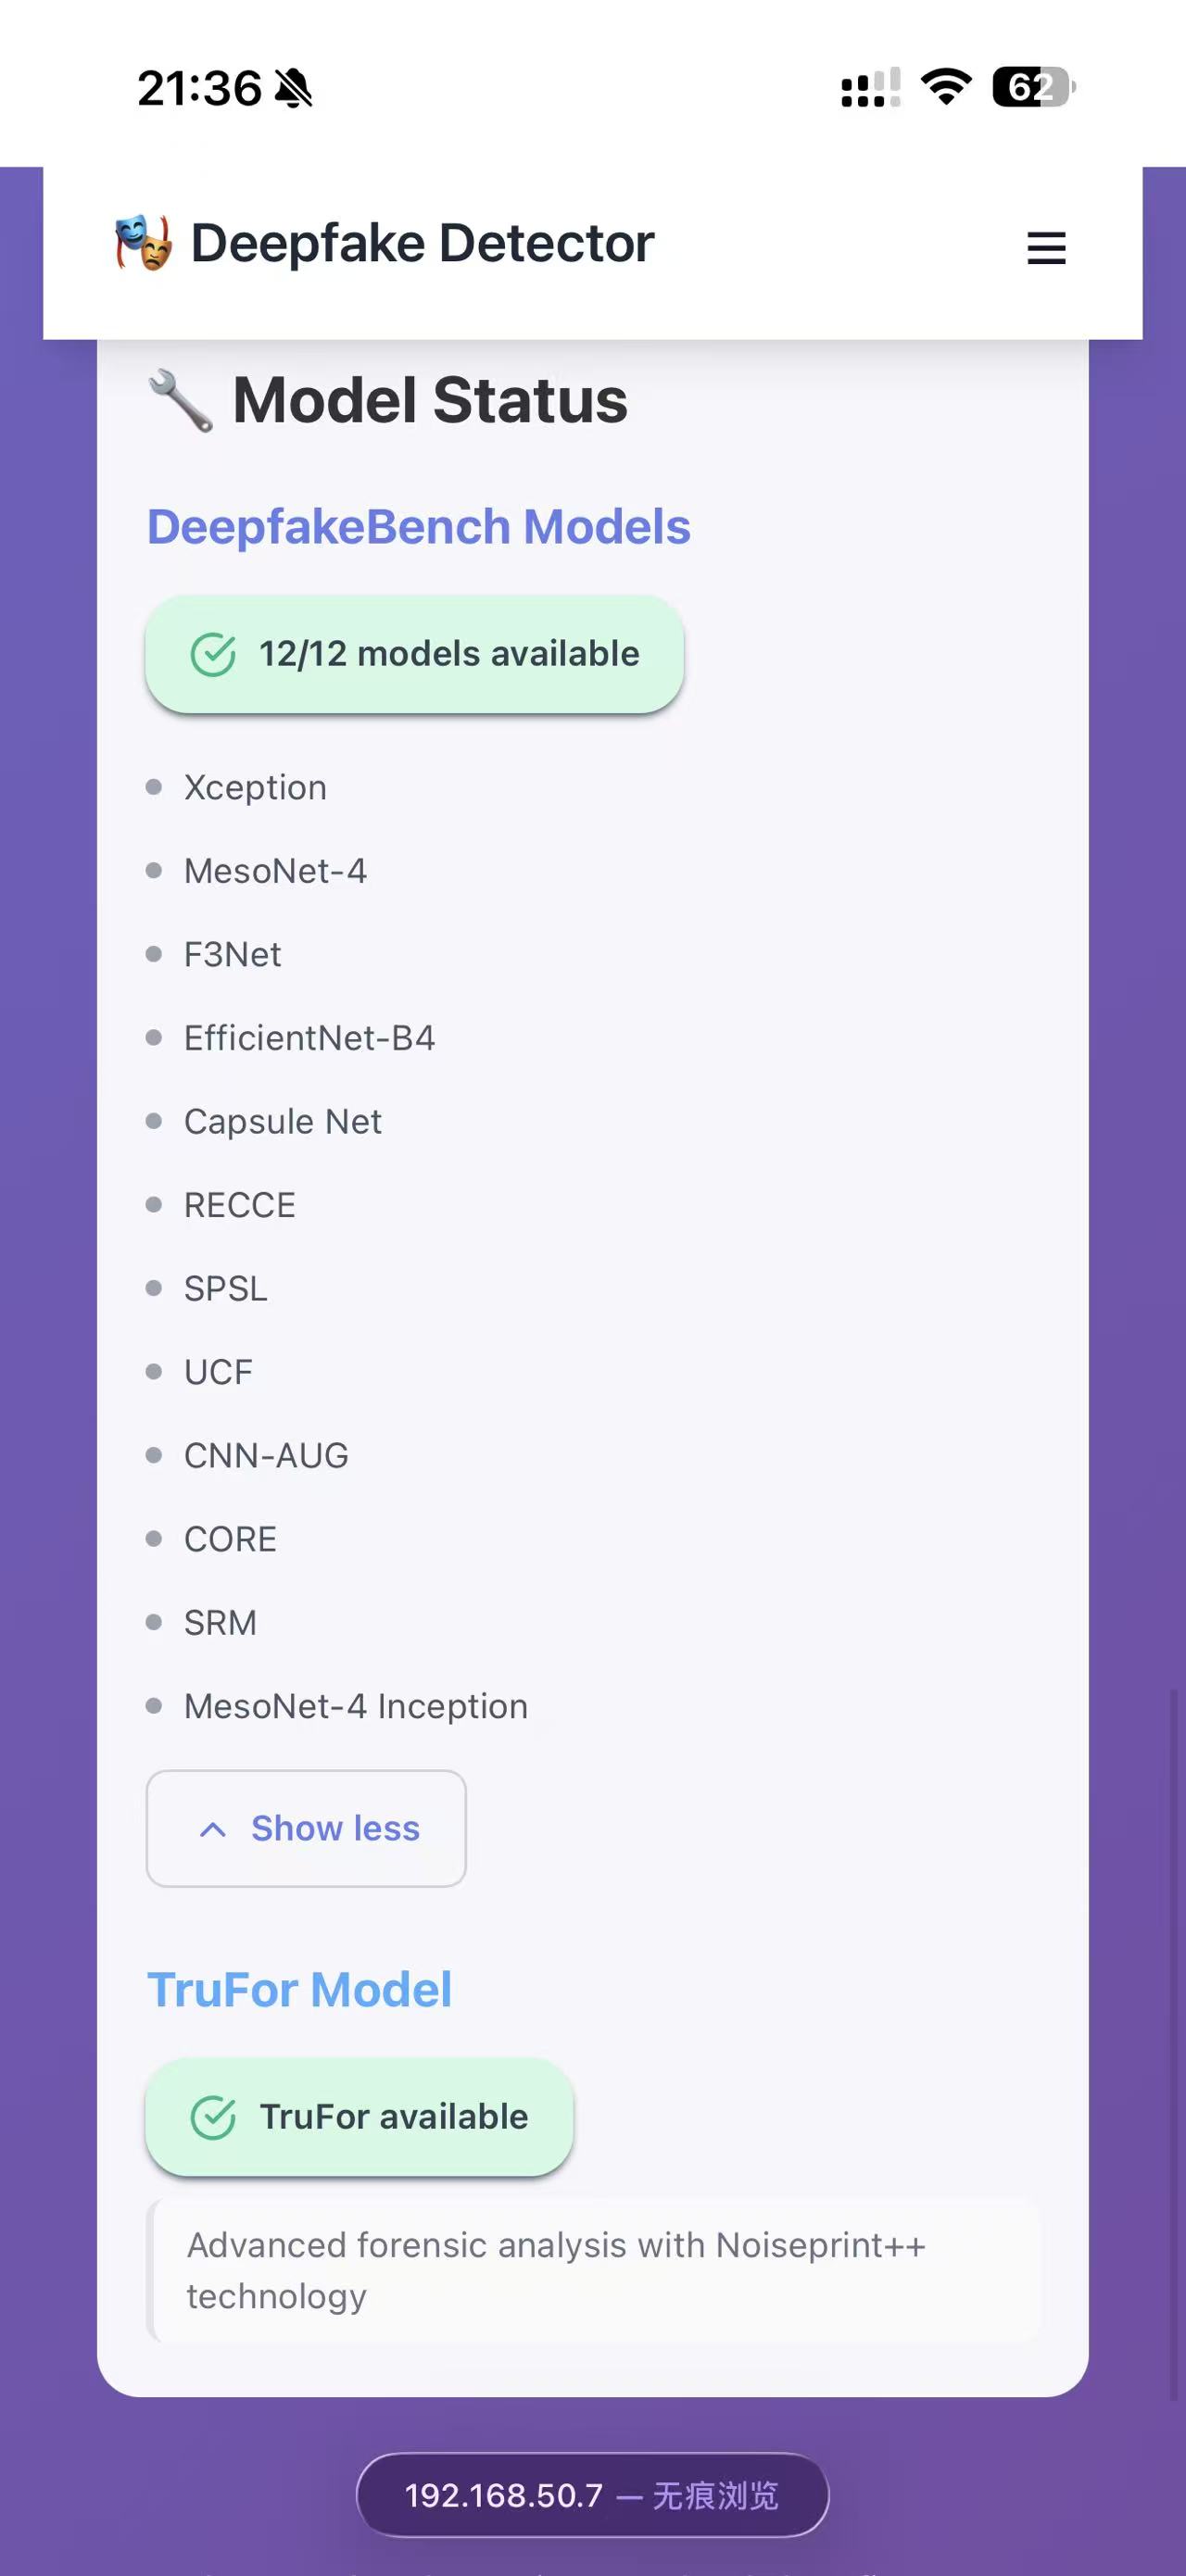 21:36
62
Deepfake Detector
Model Status
DeepfakeBench Models
12/12 models available
Xception
MesoNet-4
F3Net
EfficientNet-B4
Capsule Net
RECCE
SPSL
UCF
CNN-AUG
CORE
SRM
MesoNet-4 Inception
Show less
TruFor Model
TruFor available
Advanced forensic analysis with Noiseprint++
technology
192.168.50.7 — 无痕浏览